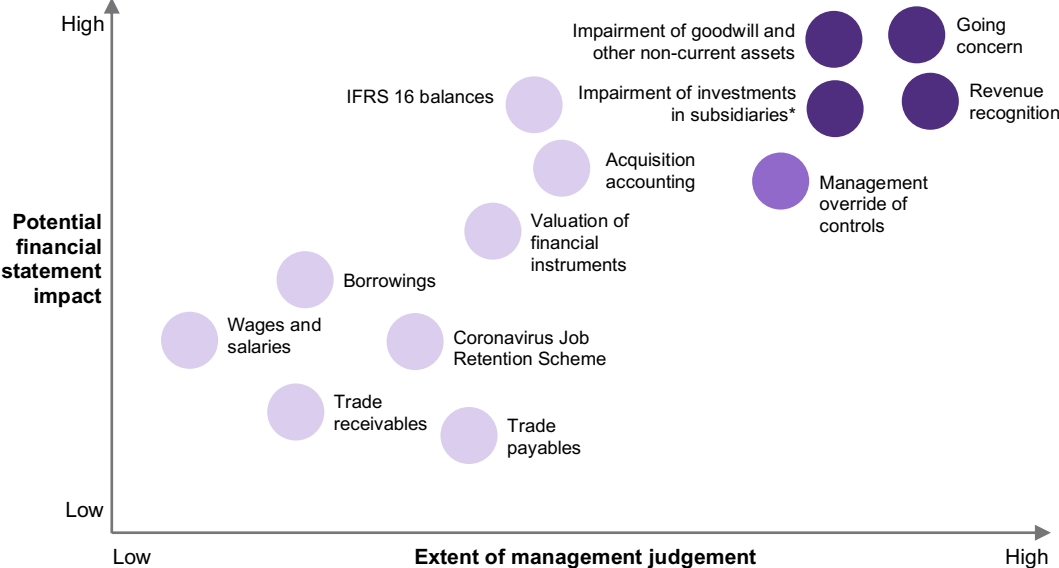 High
Impairment of goodwill and
other non-current assets
Going
concern
IFRS 16 balances
Impairment of investments
in subsidiaries*
Revenue
recognition
Acquisition
accounting
Management
override of
controls
Potential
financial
statement
impact
Valuation of
financial
instruments
Borrowings
Wages and
salaries
Coronavirus Job
Retention Scheme
Trade
receivables
Trade
payables
Low
Low
Extent of management judgement
High